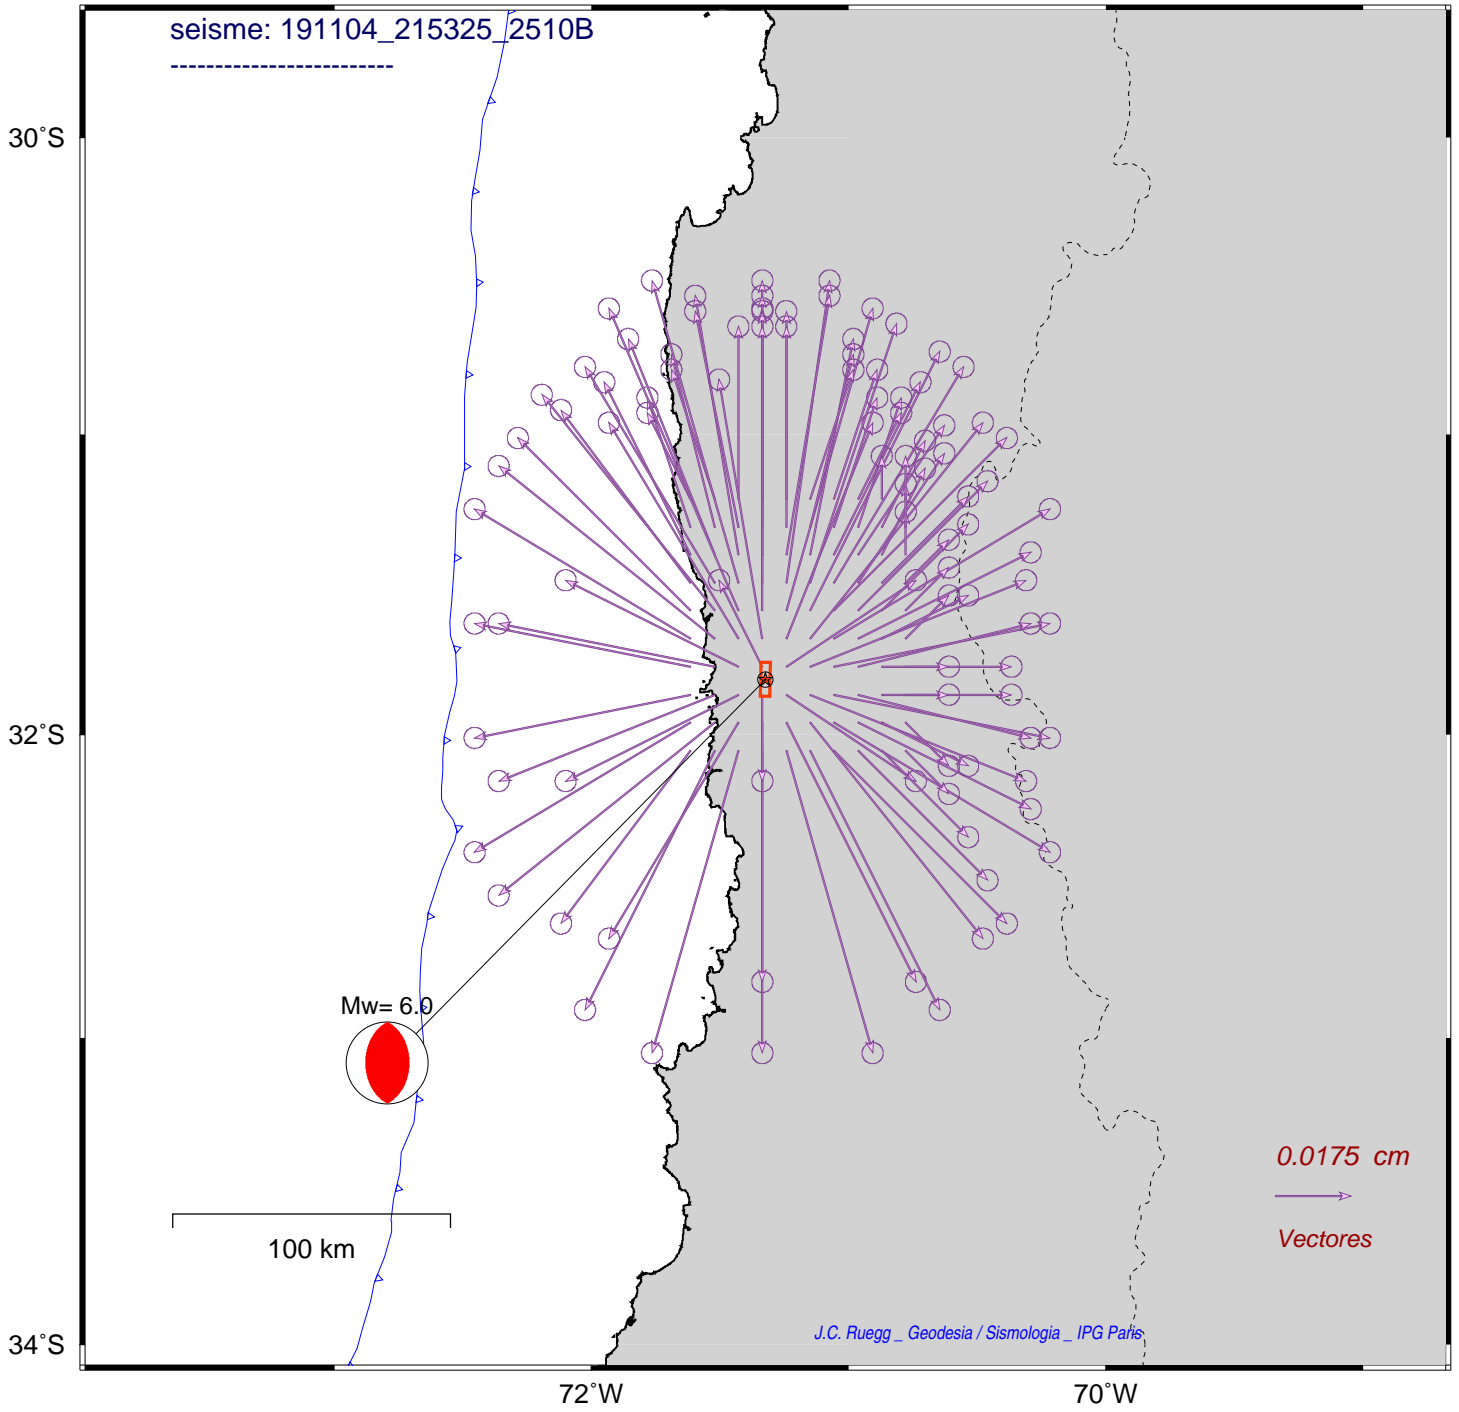 seisme: 191104_215325_2510B
-------------------------
30°S
32°S
Mw= 6.0
0.0175 cm
Vectores
100 km
J.C. Ruegg _ Geodesia / Sismologia _ IPG Paris
34°S
72°W
70°W